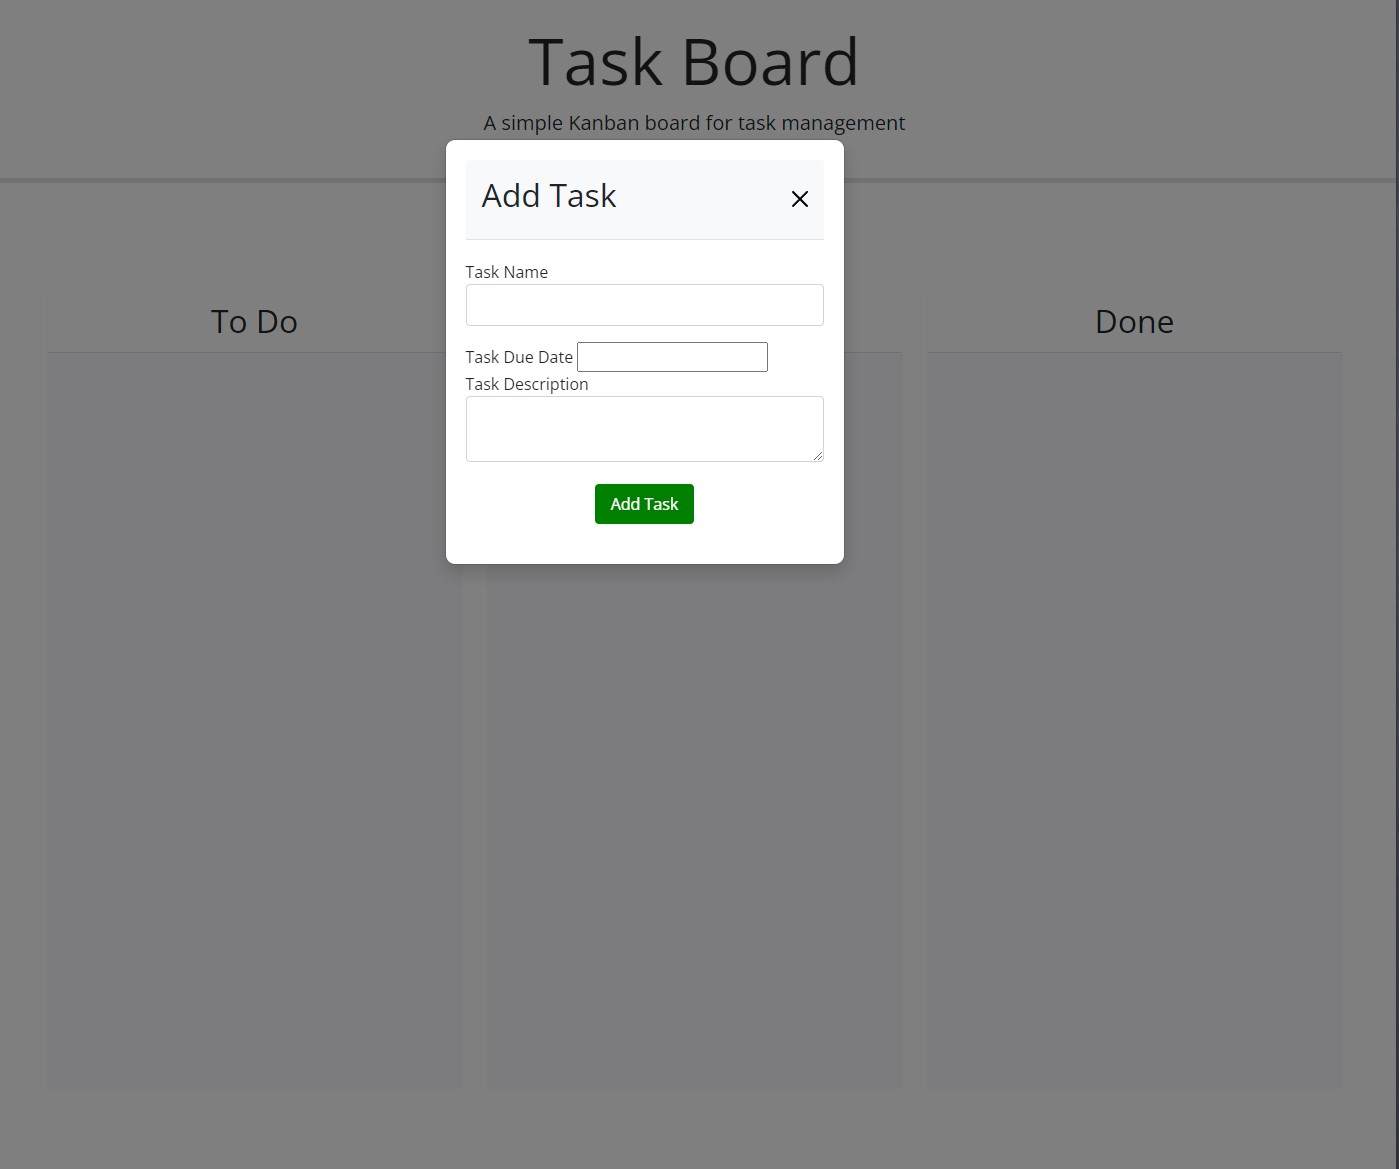 Task Board
A simple Kanban board for task management
Add Task
Task Name
To Do
Done
Task Due Date
Task Description
Add Task